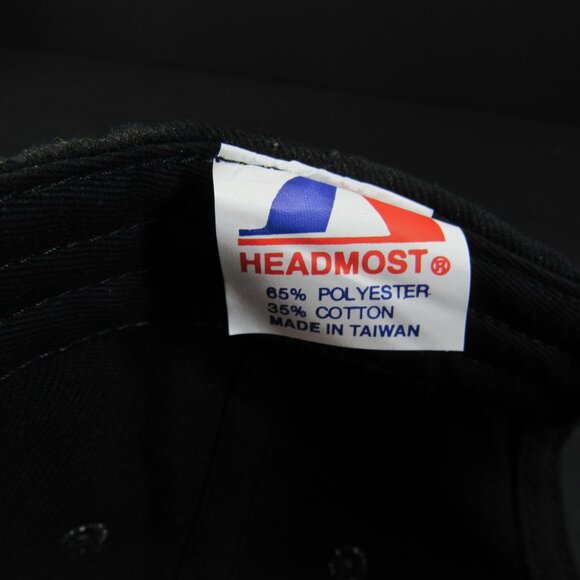 HEADMOST®
65% POLYESTER
35% COTTON
MADE IN TAIWAN